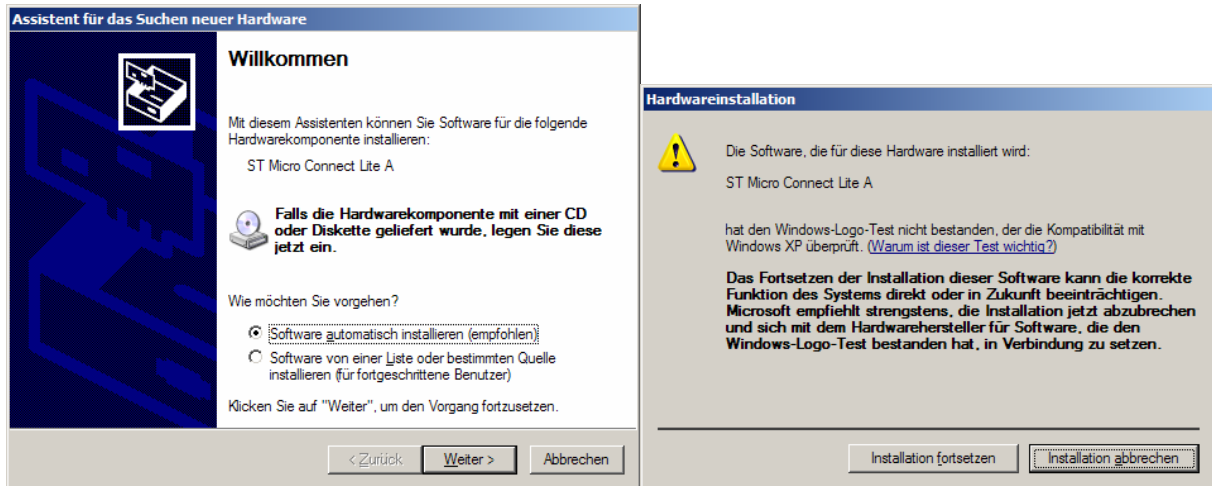 Assistent für das Suchen neuer Hardware
Willkommen
Mit diesem Assistenten können Sie Software für die folgende
Hardwarekomponente installieren:
ST Micro Connect Lite A
Falls die Hardwarekomponente mit einer CD
oder Diskette geliefert wurde, legen Sie diese
jetzt ein.
Wie möchten Sie vorgehen?
Software automatisch installieren (empfohlen)
Software von einer Liste oder bestimmten Quelle
installieren (für fortgeschrittene Benutzer)
Klicken Sie auf "Weiter", um den Vorgang fortzusetzen.
< Zurück
Weiter >
Abbrechen
Hardwareinstallation
Die Software, die für diese Hardware installiert wird:
ST Micro Connect Lite A
hat den Windows-Logo-Test nicht bestanden, der die Kompatibilität mit
Windows XP überprüft. (Warum ist dieser Test wichtig?)
Das Fortsetzen der Installation dieser Software kann die korrekte
Funktion des Systems direkt oder in Zukunft beeinträchtigen.
Microsoft empfiehlt strengstens, die Installation jetzt abzubrechen
und sich mit dem Hardwarehersteller für Software, die den
Windows-Logo-Test bestanden hat, in Verbindung zu setzen.
Installation fortsetzen
Installation abbrechen